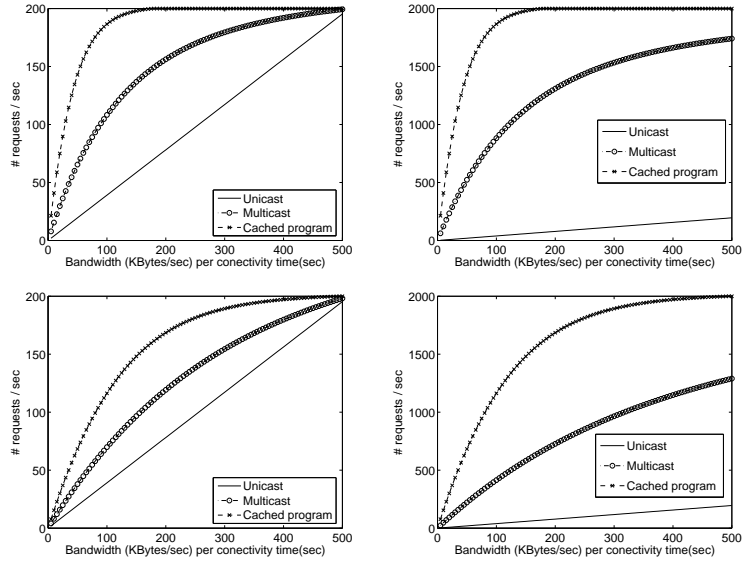 200
150
100
50
0
# requests / sec
0 100 200 300 400 500
Bandwidth (KBytes/sec) per conectivity time(sec)
Unicast
Multicast
Cached program
2000
1500
1000
500
0
# requests / sec
0 100 200 300 400 500
Bandwidth (KBytes/sec) per conectivity time(sec)
Unicast
Multicast
Cached program
200
150
100
50
0
# requests / sec
0 100 200 300 400 500
Bandwidth (KBytes/sec) per conectivity time(sec)
Unicast
Multicast
Cached program
2000
1500
1000
500
0
# requests / sec
0 100 200 300 400 500
Bandwidth (KBytes/sec) per conectivity time(sec)
Unicast
Multicast
Cached program